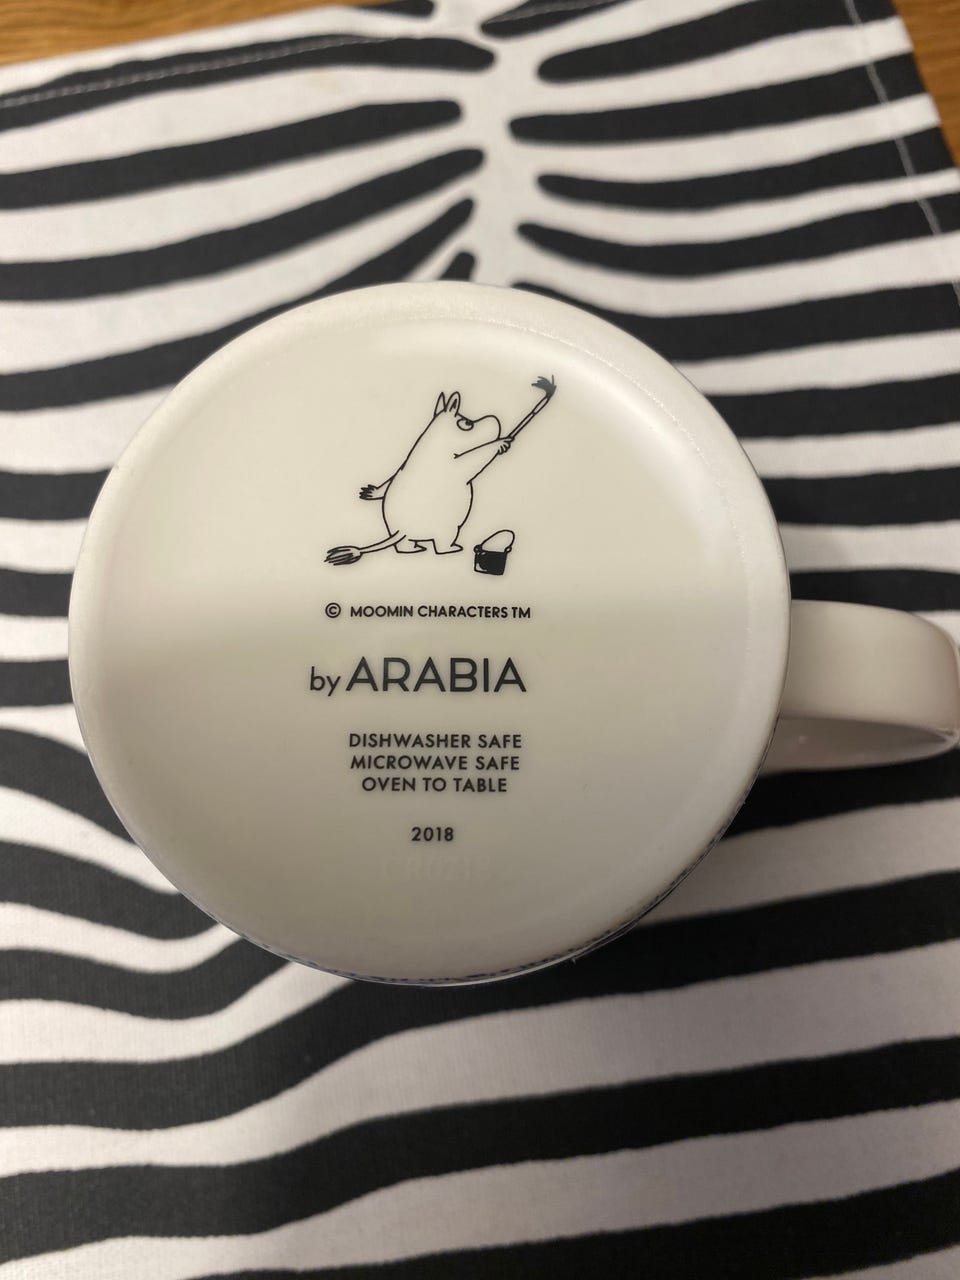 © MOOMIN CHARACTERS TM
by ARABIA
DISHWASHER SAFE
MICROWAVE SAFE
OVEN TO TABLE
2018